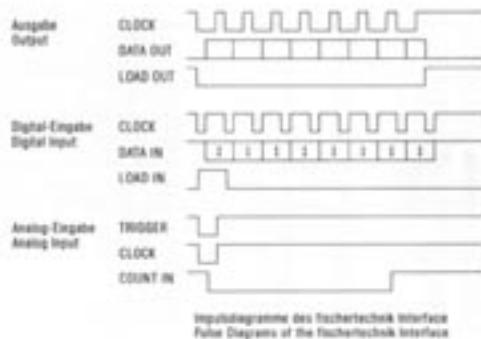 Ausgabe
Output
CLOCK
DATA OUT
LOAD OUT
Digital-Eingabe
Digital Input
CLOCK
DATA IN
LOAD IN
Analog-Eingabe
Analog Input
TRIGGER
CLOCK
COUNT IN
Impulsdiagramme des fischertechnik Interface
Pulse Diagrams of the fischertechnik Interface